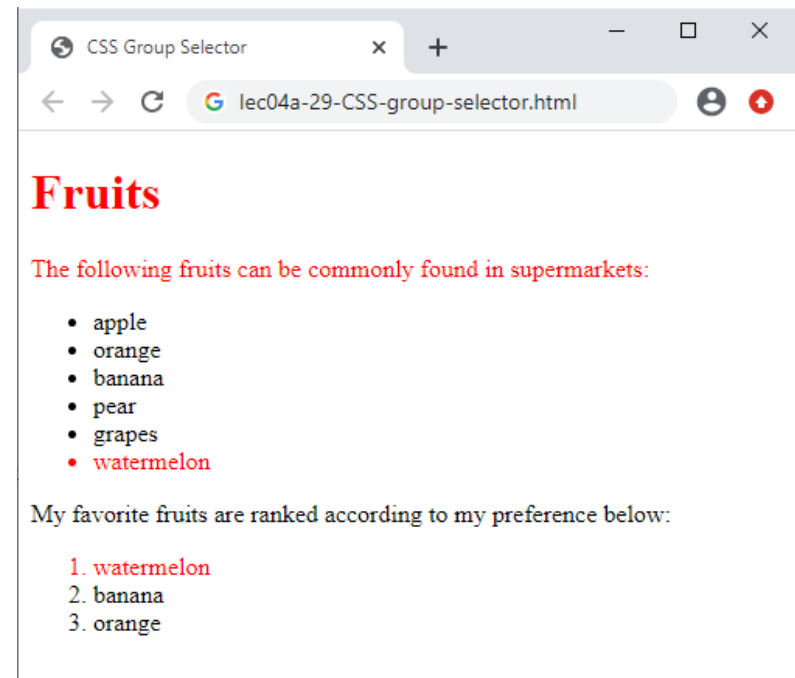 CSS Group Selector
lec04a-29-CSS-group-selector.html
Fruits
The following fruits can be commonly found in supermarkets:
• apple
• orange
• banana
• pear
• grapes
• watermelon
My favorite fruits are ranked according to my preference below:
1. watermelon
2. banana
3. orange